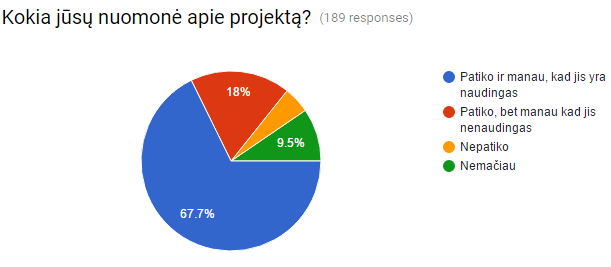 Kokia jūsų nuomonė apie projektą? (189 responses)
Patiko ir manau, kad jis yra
naudingas
Patiko, bet manau kad jis
nenaudingas
Nepatiko
Nemačiau
18%
9.5%
67.7%